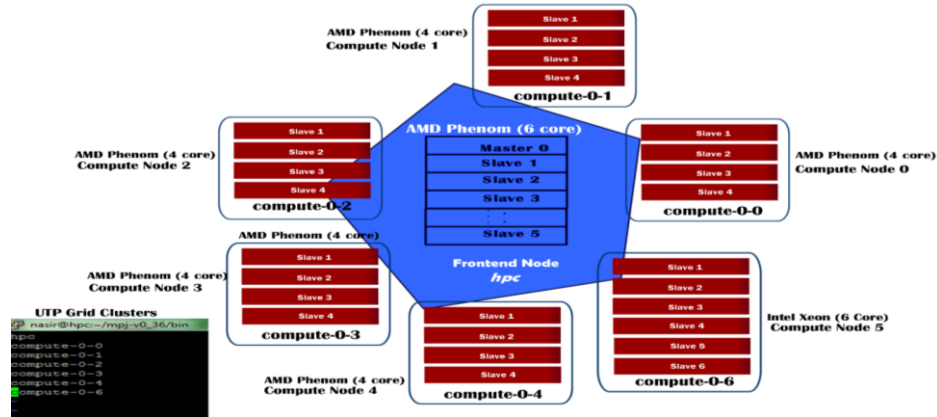 AMD Phenom (4 core)
Compute Node 1
Slave 1
Slave 2
Slave 3
Slave 4
compute-0-1
AMD Phenom (4 core)
Compute Node 2
Slave 1
Slave 2
Slave 3
Slave 4
compute-0-2
AMD Phenom (6 core)
Master 0
Slave 1
Slave 2
Slave 3
: :
Slave 5
Frontend Node
hpc
Slave 1
Slave 2
Slave 3
Slave 4
compute-0-0
AMD Phenom (4 core)
Compute Node 0
AMD Phenom (4 core)
AMD Phenom (4 core)
Compute Node 3
Slave 1
Slave 2
Slave 3
Slave 4
compute-0-3
Slave 1
Slave 2
Slave 3
Slave 4
Slave 5
Slave 6
compute-0-6
Intel Xeon (6 Core)
Compute Node 5
AMD Phenom (4 core)
Compute Node 4
Slave 1
Slave 2
Slave 3
Slave 4
compute-0-4
UTP Grid Clusters
nasir@hpc:~/mpj-v0_36/bin
hpc
compute-0-0
compute-0-1
compute-0-2
compute-0-3
compute-0-4
compute-0-6
~
~